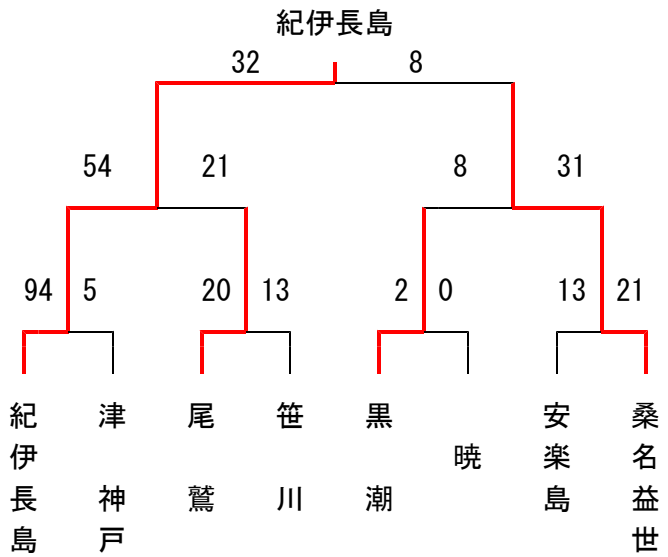 紀伊長島
32 8
54 21 8 31
94 5 20 13 2 0 13 21
紀伊長島
津神戸
尾鷲
笹川
黒潮
暁
安楽島
桑名益世